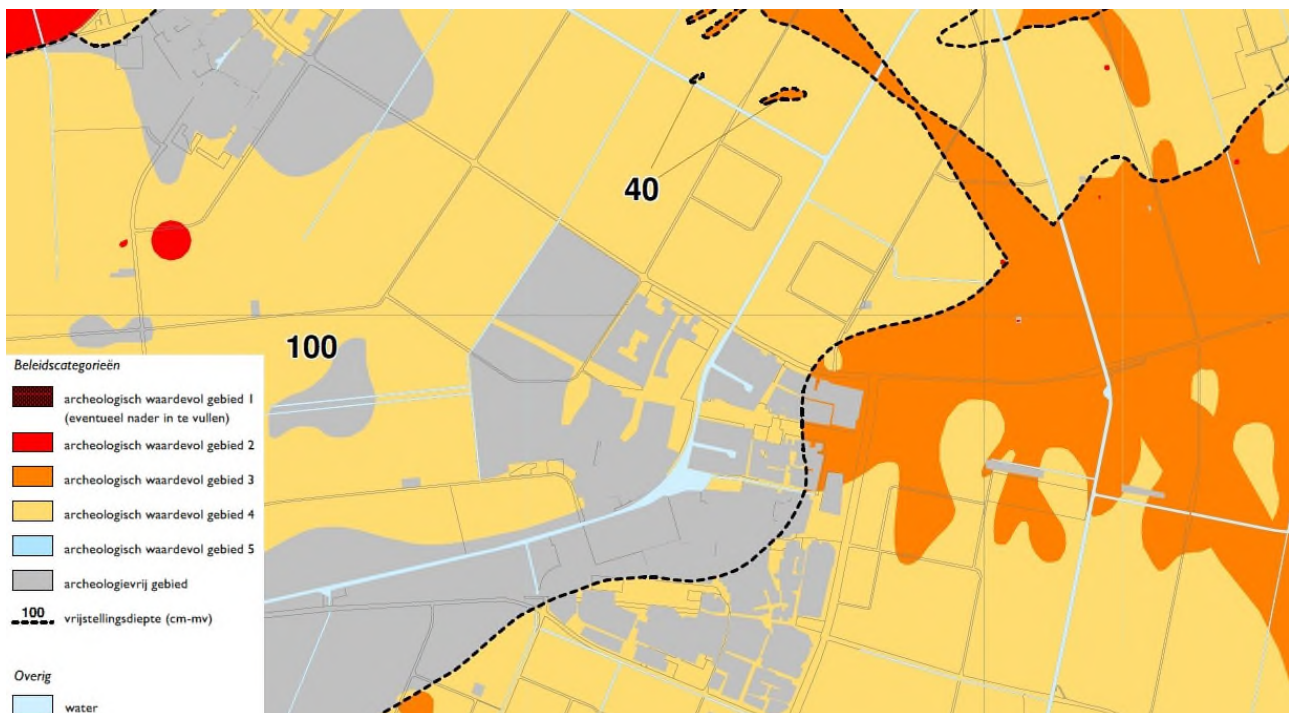 40
100
Beleidscategorieën
archeologisch waardevol gebied 1
(eventueel nader in te vullen)
archeologisch waardevol gebied 2
archeologisch waardevol gebied 3
archeologisch waardevol gebied 4
archeologisch waardevol gebied 5
archeologievrij gebied
100 vrijstellingsdiepte (cm-mv)
Overig
water